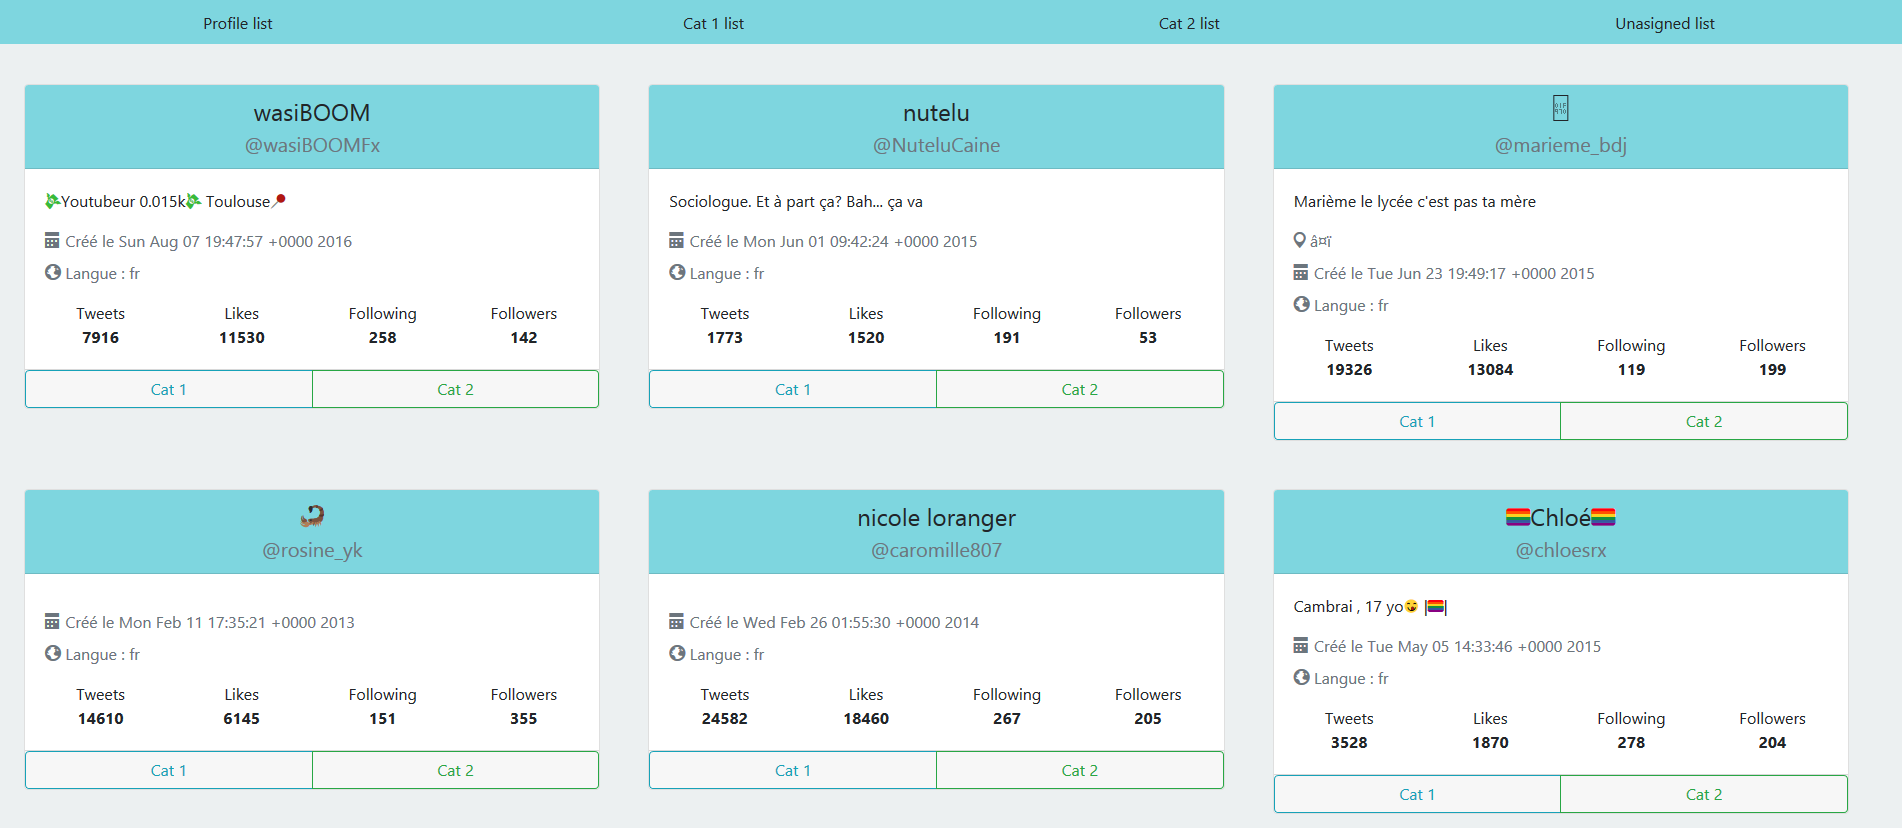 Profile list
Cat 1 list
Cat 2 list
Unasigned list
wasiBOOM
@wasiBOOMFx
💸Youtubeur 0.015k💸 Toulouse📍
Créé le Sun Aug 07 19:47:57 +0000 2016
Langue : fr
Tweets Likes Following Followers
7916 11530 258 142
Cat 1 Cat 2
nutelu
@NuteluCaine
Sociologue. Et à part ça? Bah... ça va
Créé le Mon Jun 01 09:42:24 +0000 2015
Langue : fr
Tweets Likes Following Followers
1773 1520 191 53
Cat 1 Cat 2
@marieme_bdj
Marième le lycée c'est pas ta mère
â¤ï
Créé le Tue Jun 23 19:49:17 +0000 2015
Langue : fr
Tweets Likes Following Followers
19326 13084 119 199
Cat 1 Cat 2
🦂
@rosine_yk
Créé le Mon Feb 11 17:35:21 +0000 2013
Langue : fr
Tweets Likes Following Followers
14610 6145 151 355
Cat 1 Cat 2
nicole loranger
@caromille807
Créé le Wed Feb 26 01:55:30 +0000 2014
Langue : fr
Tweets Likes Following Followers
24582 18460 267 205
Cat 1 Cat 2
🏳️‍🌈Chloé🏳️‍🌈
@chloesrx
Cambrai , 17 yo😋 |🏳️‍🌈|
Créé le Tue May 05 14:33:46 +0000 2015
Langue : fr
Tweets Likes Following Followers
3528 1870 278 204
Cat 1 Cat 2